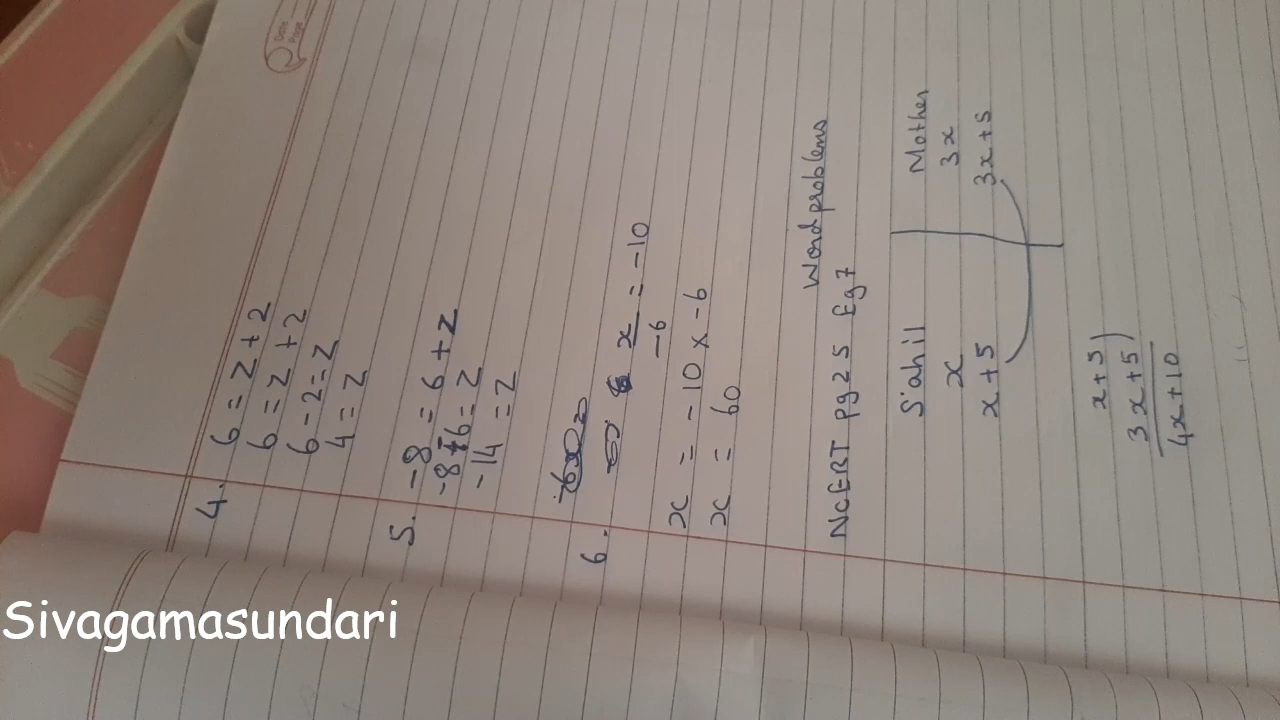 Date
Page
4. 6 = z + 2
6 = z + 2
6 - 2 = z
4 = z
5. -8 = 6 + z
-8 - 6 = z
-14 = z
6. x/-6 = -10
x = -10 x -6
x = 60
Word problems
NCERT pg 25 Eg 7
Sahil Mother
x 3x
x + 5 3x + 5
x + 5
3x + 5)
4x + 10
Sivagamasundari